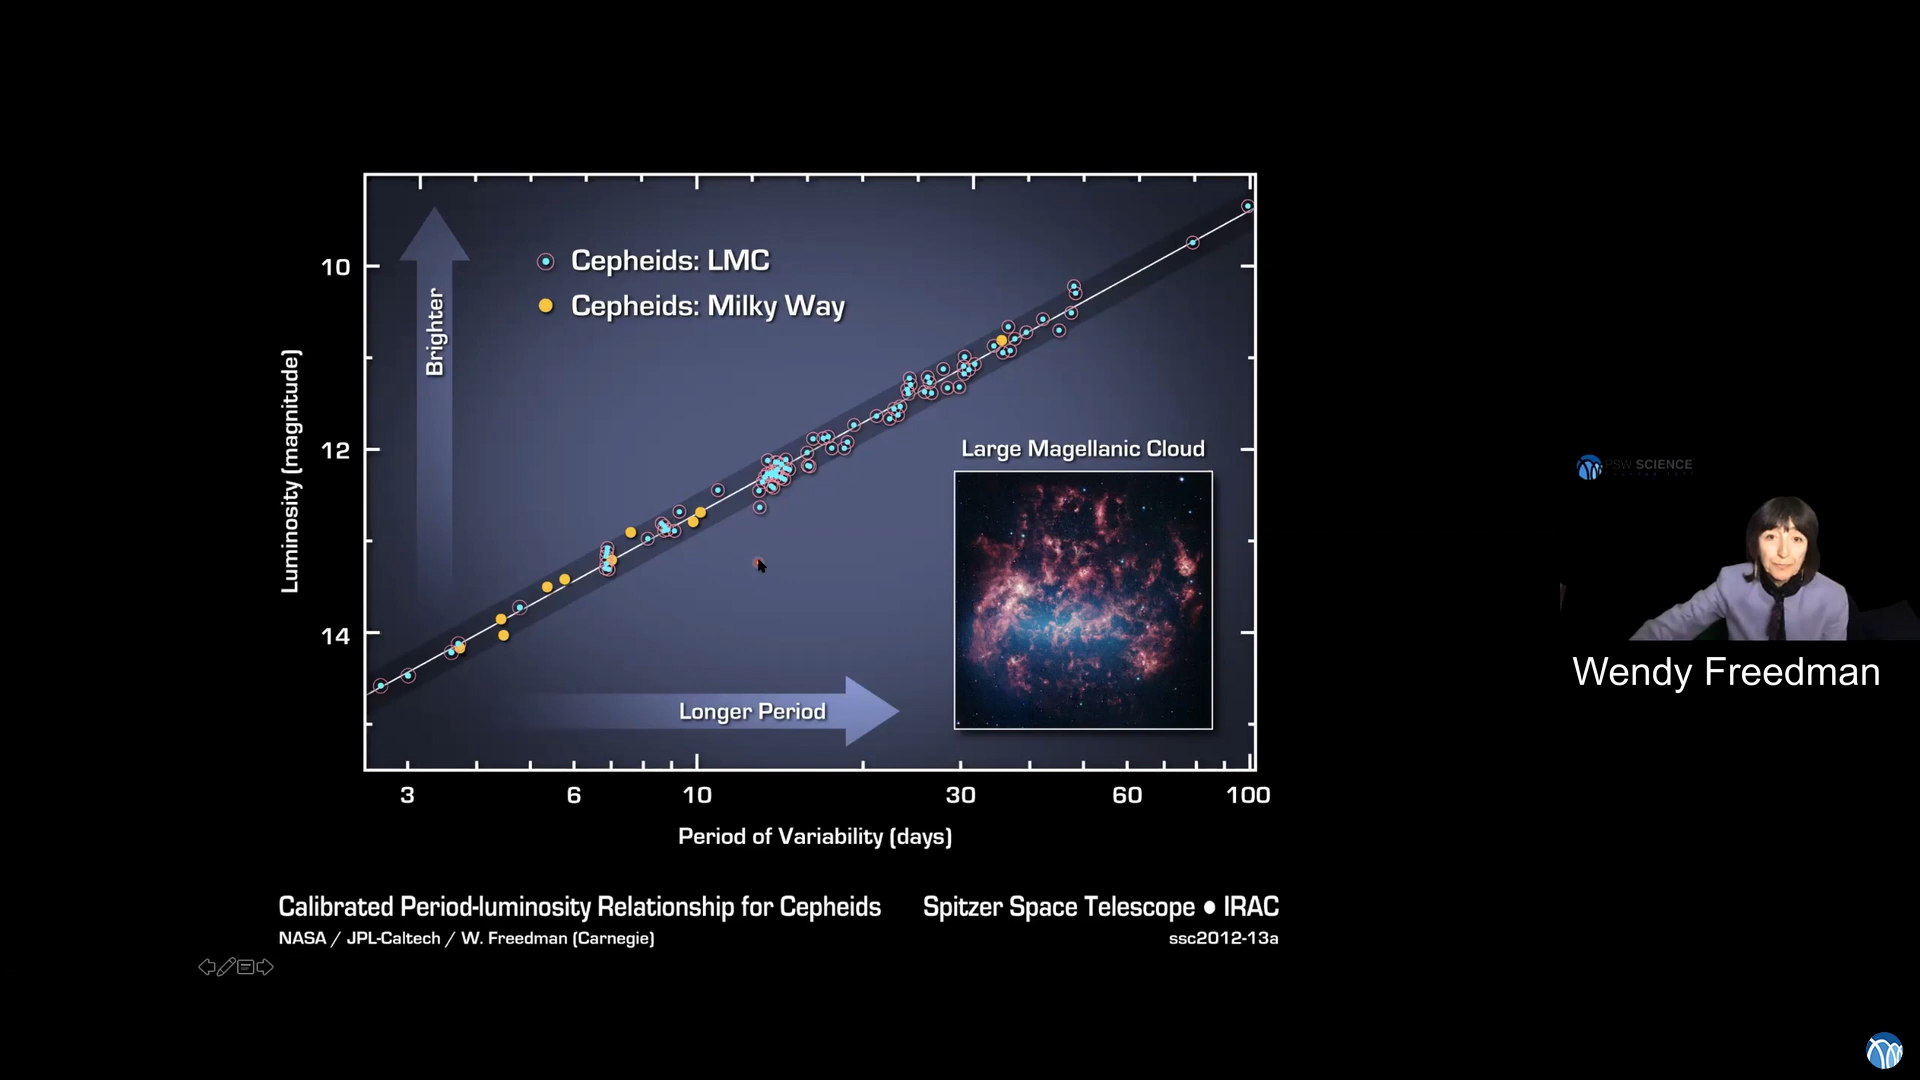 Cepheids: LMC
Cepheids: Milky Way
Brighter
Luminosity (magnitude)
10
12
14
Large Magellanic Cloud
Longer Period
3 6 10 30 60 100
Period of Variability (days)
Calibrated Period-luminosity Relationship for Cepheids
Spitzer Space Telescope • IRAC
NASA / JPL-Caltech / W. Freedman (Carnegie)
ssc2012-13a
PSW SCIENCE
Wendy Freedman